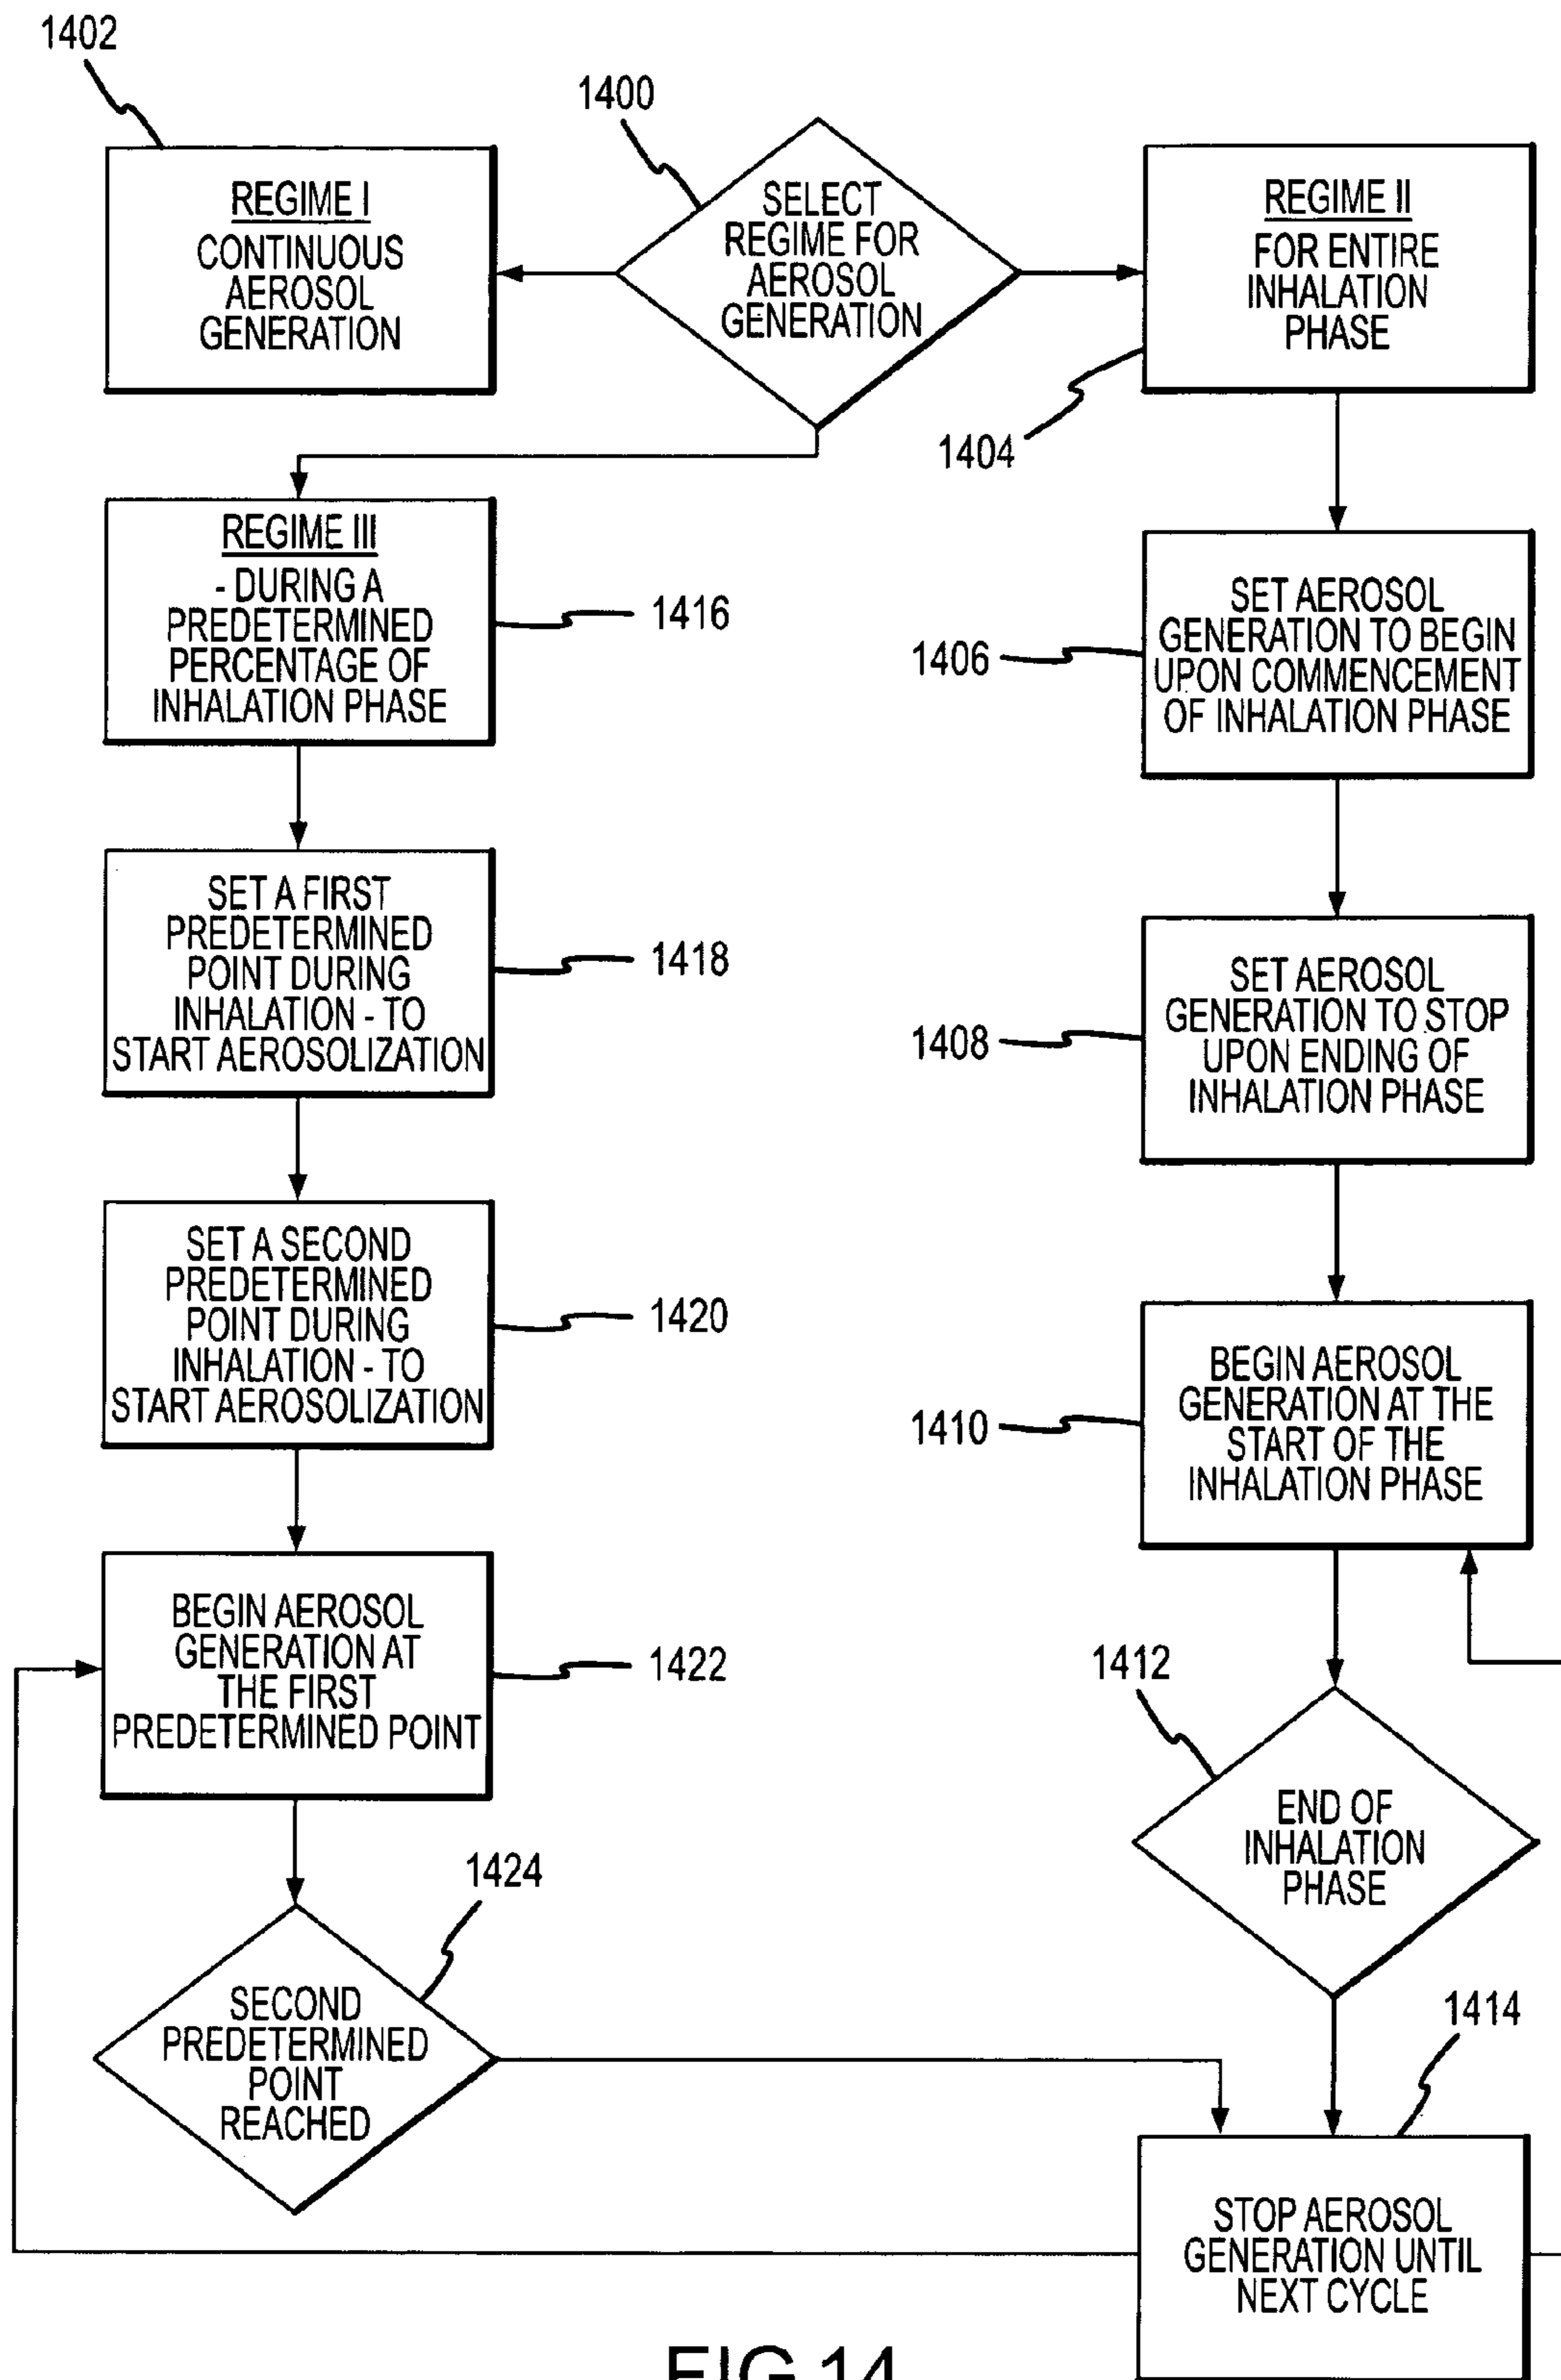 1402
1400
REGIME I
CONTINUOUS
AEROSOL
GENERATION
SELECT
REGIME FOR
AEROSOL
GENERATION
REGIME II
FOR ENTIRE
INHALATION
PHASE
1404
REGIME III
- DURING A
PREDETERMINED
PERCENTAGE OF
INHALATION PHASE
1416
1406
SET AEROSOL
GENERATION TO BEGIN
UPON COMMENCEMENT
OF INHALATION PHASE
SET A FIRST
PREDETERMINED
POINT DURING
INHALATION - TO
START AEROSOLIZATION
1418
1408
SET AEROSOL
GENERATION TO STOP
UPON ENDING OF
INHALATION PHASE
SET A SECOND
PREDETERMINED
POINT DURING
INHALATION - TO
START AEROSOLIZATION
1420
1410
BEGIN AEROSOL
GENERATION AT THE
START OF THE
INHALATION PHASE
BEGIN AEROSOL
GENERATION AT
THE FIRST
PREDETERMINED POINT
1422
1412
END OF
INHALATION
PHASE
1424
SECOND
PREDETERMINED
POINT
REACHED
1414
STOP AEROSOL
GENERATION UNTIL
NEXT CYCLE
FIG.14